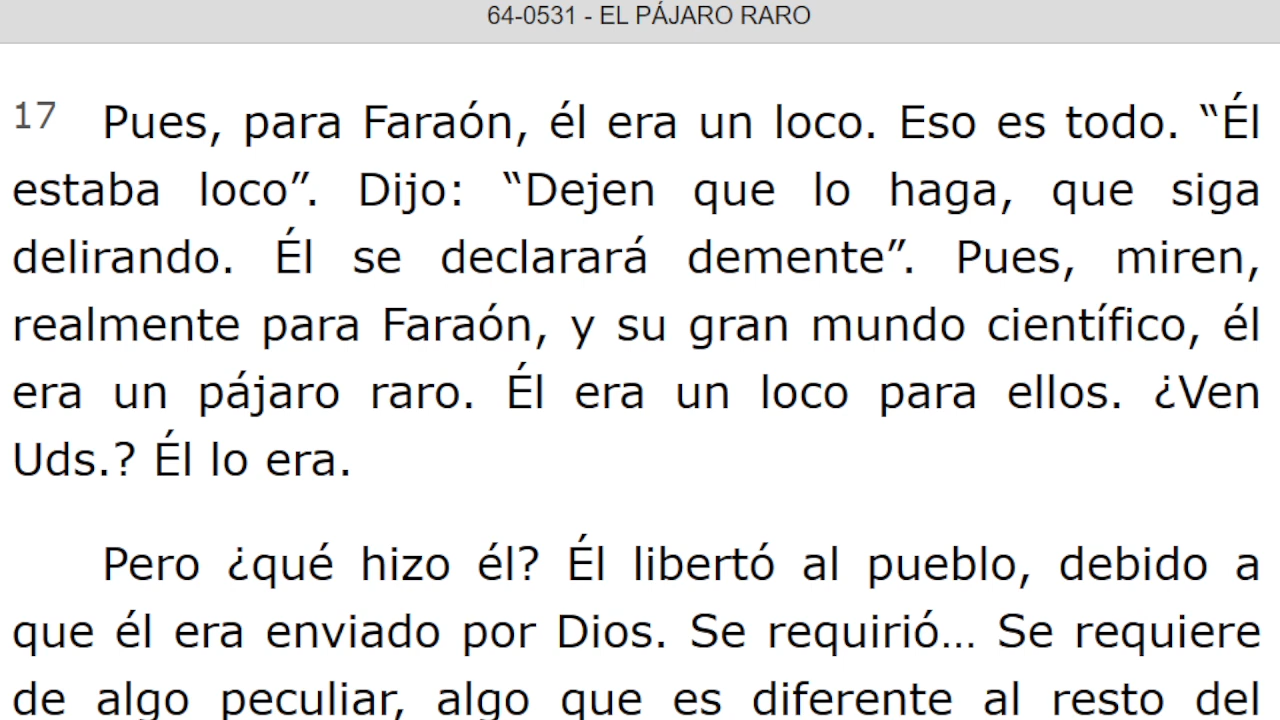 64-0531 - EL PÁJARO RARO
17 Pues, para Faraón, él era un loco. Eso es todo. “Él
estaba loco”. Dijo: “Dejen que lo haga, que siga
delirando. Él se declarará demente”. Pues, miren,
realmente para Faraón, y su gran mundo científico, él
era un pájaro raro. Él era un loco para ellos. ¿Ven
Uds.? Él lo era.
Pero ¿qué hizo él? Él libertó al pueblo, debido a
que él era enviado por Dios. Se requirió… Se requiere
de algo peculiar, algo que es diferente al resto del